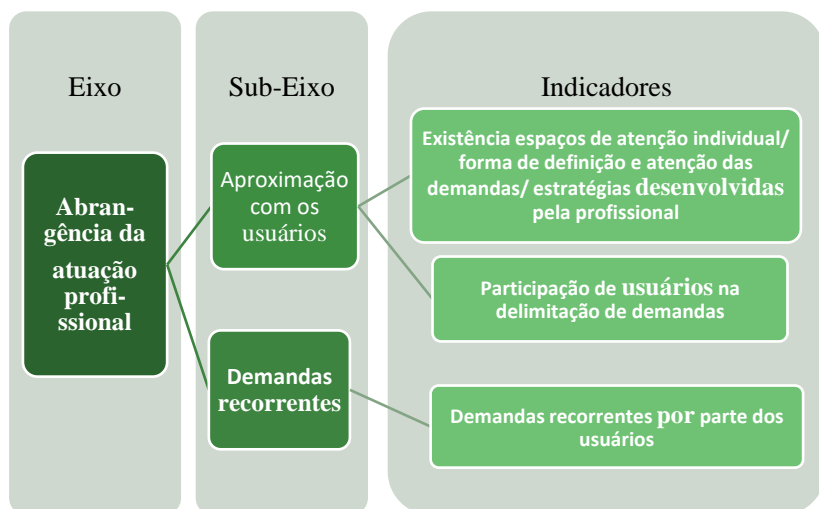 Eixo
Sub-Eixo
Indicadores
Abran-
gência da
atuação
profi-
ssional
Aproximação
com os
usuários
Demandas
recorrentes
Existência espaços de atenção individual/
forma de definição e atenção das
demandas/ estratégias desenvolvidas
pela profissional
Participação de usuários na
delimitação de demandas
Demandas recorrentes por parte dos
usuários